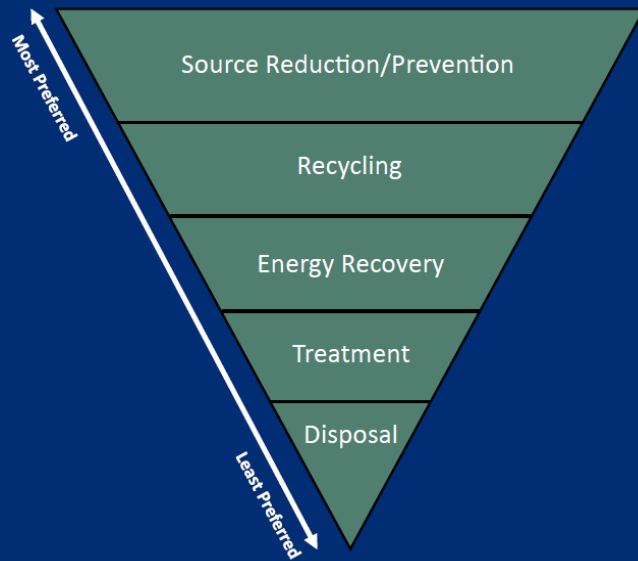 Most Preferred
Source Reduction/Prevention
Recycling
Energy Recovery
Treatment
Disposal
Least Preferred